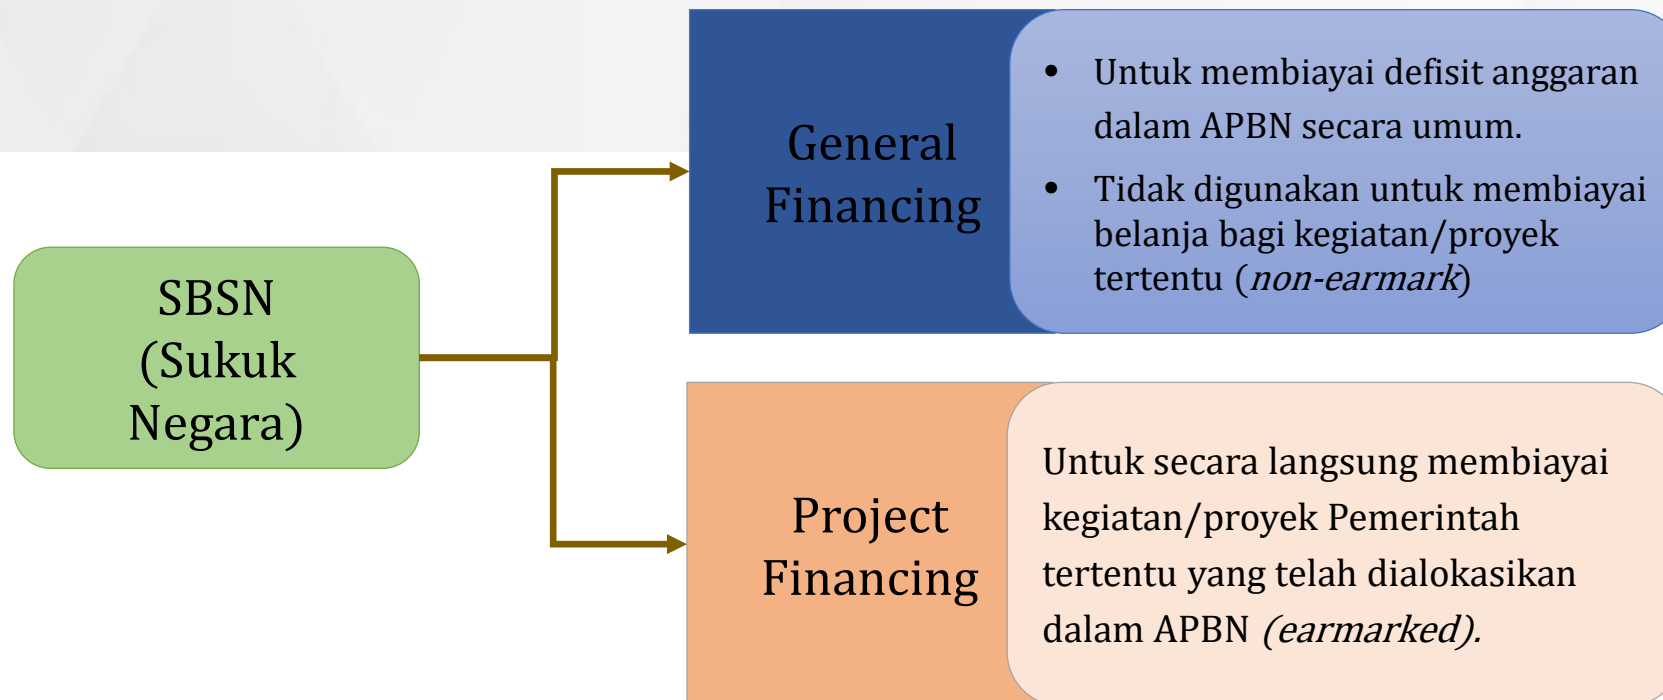 SBSN
(Sukuk
Negara)
General
Financing
• Untuk membiayai defisit anggaran
dalam APBN secara umum.
• Tidak digunakan untuk membiayai
belanja bagi kegiatan/proyek
tertentu (non-earmark)
Project
Financing
Untuk secara langsung membiayai
kegiatan/proyek Pemerintah
tertentu yang telah dialokasikan
dalam APBN (earmarked).